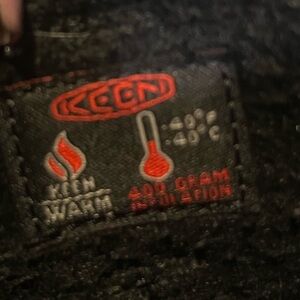 KEEN
-40°F
-40°C
KEEN
WARM
400 GRAM
INSULATION